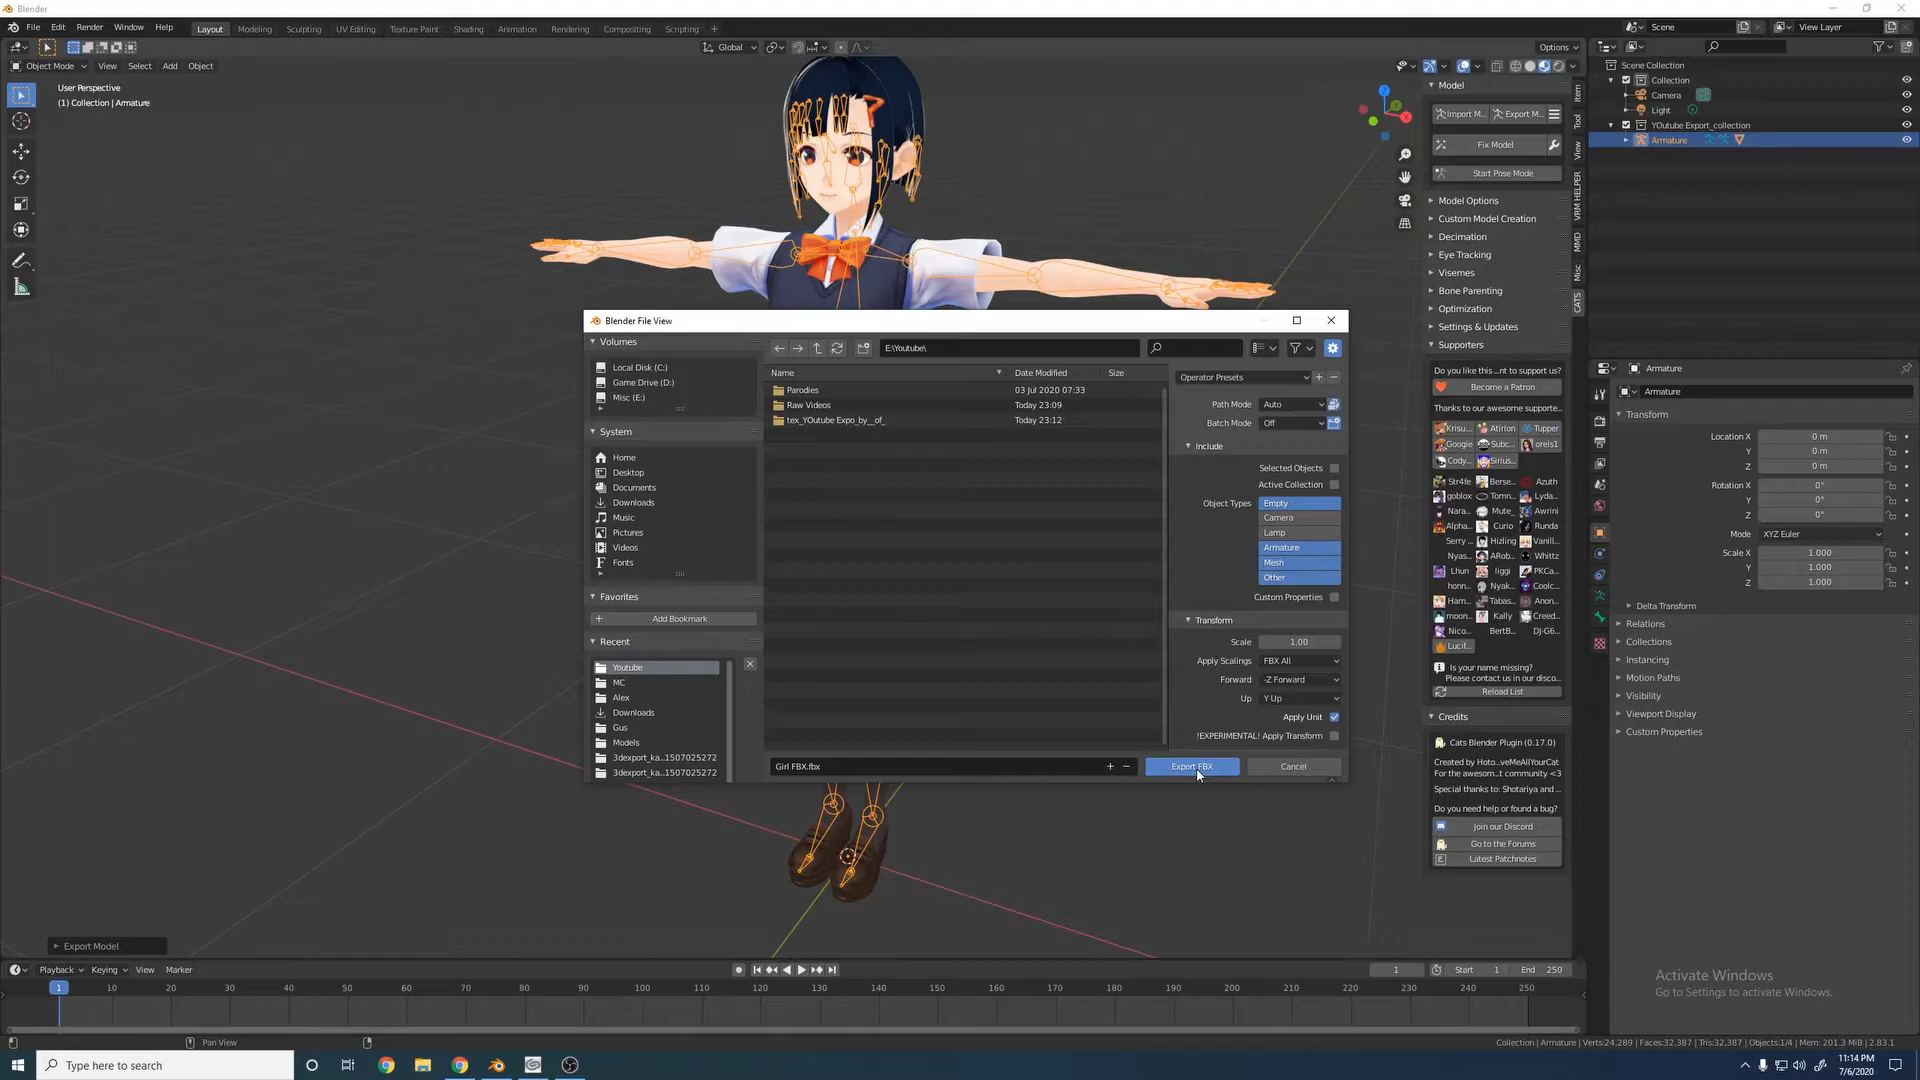 Blender
File Edit Render Window Help Layout Modeling Sculpting UV Editing Texture Paint Shading Animation Rendering Compositing Scripting + Scene View Layer
Global Options
Object Mode View Select Add Object
User Perspective
(1) Collection | Armature
Scene Collection
Collection
Camera
Light
YOutube Export_collection
Armature
Item
Tool
View
VRM HELPER
MMD
Misc
CATS
Model
Import M... Export M...
Fix Model
Start Pose Mode
Model Options
Custom Model Creation
Decimation
Eye Tracking
Visemes
Bone Parenting
Optimization
Settings & Updates
Supporters
Do you like this ...nt to support us?
Become a Patron
Thanks to our awesome supporte...
Krisu... Atirion Tupper
Googie Subc... orels1
Cody... Sirius...
Str4fe Berse... Azuth
goblox Tomn... Lyda...
Nara... Mute_ Awrini
Alpha... Curio Runda
Serry ... Hizling Vanill...
Nyas... ARob... Whittz
Lhun liggi PKCa...
honn... Nyak... Coolc...
Ham... Tabas... Anon...
moon... Kally Creed...
Nico... BertB... DJ-G6...
Lucif...
Is your name missing?
Please contact us in our disco...
Reload List
Credits
Cats Blender Plugin (0.17.0)
Created by Hoto...veMeAllYourCat
For the awesom...t community <3
Special thanks to: Shotariya and ...
Do you need help or found a bug?
Join our Discord
Go to the Forums
Latest Patchnotes
Blender File View
Volumes
Local Disk (C:)
Game Drive (D:)
Misc (E:)
System
Home
Desktop
Documents
Downloads
Music
Pictures
Videos
Fonts
Favorites
Add Bookmark
Recent
Youtube
MC
Alex
Downloads
Gus
Models
3dexport_ka...1507025272
3dexport_ka...1507025272
E:\Youtube\
Name Date Modified Size
Parodies 03 Jul 2020 07:33
Raw Videos Today 23:09
tex_YOutube Expo_by__of_ Today 23:12
Operator Presets
Path Mode Auto
Batch Mode Off
Include
Selected Objects
Active Collection
Object Types Empty
Camera
Lamp
Armature
Mesh
Other
Custom Properties
Transform
Scale 1.00
Apply Scalings FBX All
Forward -Z Forward
Up Y Up
Apply Unit
!EXPERIMENTAL! Apply Transform
Girl FBX.fbx Export FBX Cancel
Armature
Armature
Transform
Location X 0 m
Y 0 m
Z 0 m
Rotation X 0°
Y 0°
Z 0°
Mode XYZ Euler
Scale X 1.000
Y 1.000
Z 1.000
Delta Transform
Relations
Collections
Instancing
Motion Paths
Visibility
Viewport Display
Custom Properties
Export Model
Activate Windows
Go to Settings to activate Windows.
Playback Keying View Marker 1 Start 1 End 250
1 10 20 30 40 50 60 70 80 90 100 110 120 130 140 150 160 170 180 190 200 210 220 230 240 250
Pan View
Collection | Armature | Verts:24,289 | Faces:32,387 | Tris:32,387 | Objects:1/4 | Mem: 201.3 MiB | 2.83.1
Type here to search
11:14 PM
7/6/2020